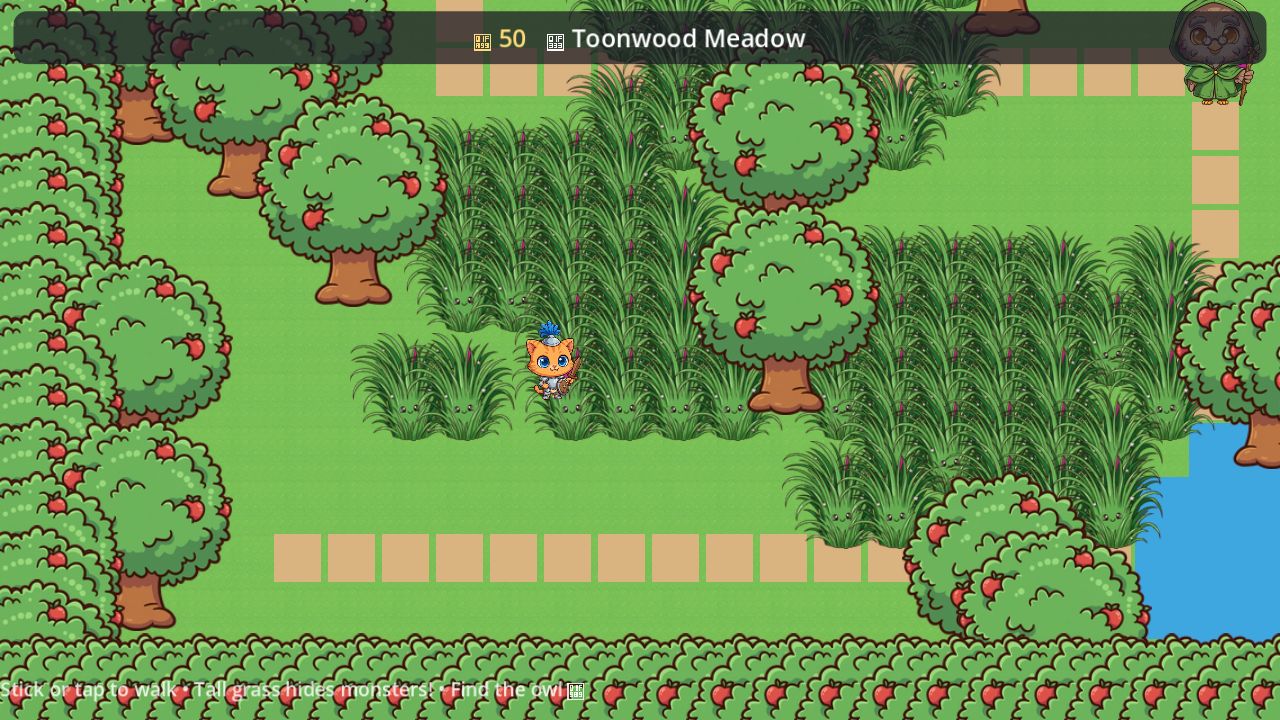 50 Toonwood Meadow
Stick or tap to walk • Tall grass hides monsters! • Find the owl